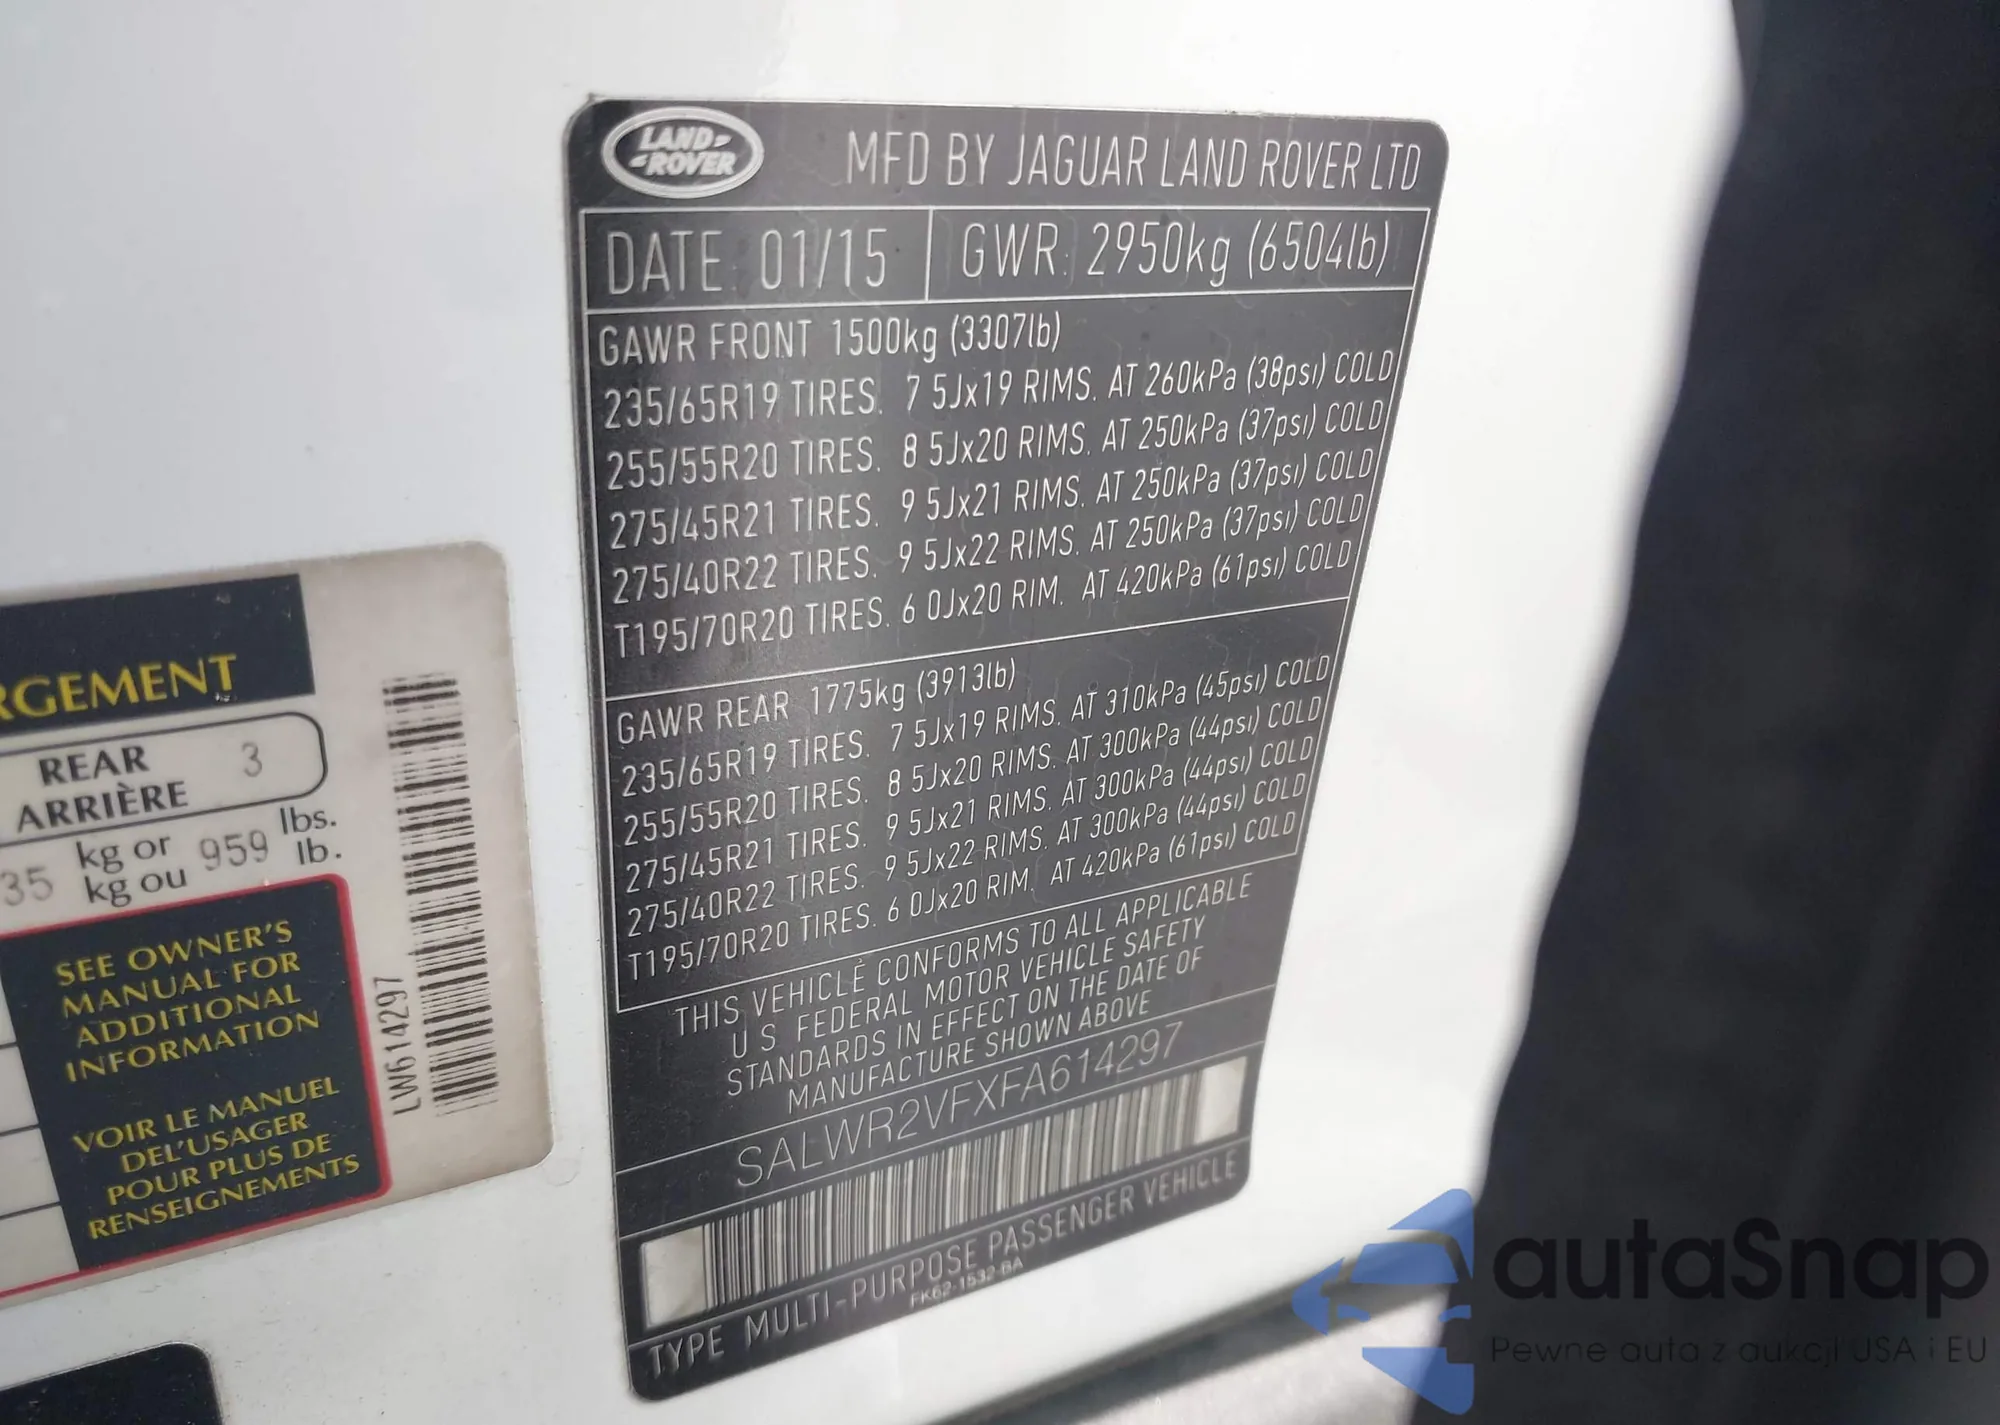 LAND-
-ROVER
MFD BY JAGUAR LAND ROVER LTD
DATE. 01/15
GWR. 2950kg (6504lb)
GAWR FRONT 1500kg (3307lb)
235/65R19 TIRES. 7 5Jx19 RIMS. AT 260kPa (38psi) COLD
255/55R20 TIRES. 8 5Jx20 RIMS. AT 250kPa (37psi) COLD
275/45R21 TIRES. 9 5Jx21 RIMS. AT 250kPa (37psi) COLD
275/40R22 TIRES. 9 5Jx22 RIMS. AT 250kPa (37psi) COLD
T195/70R20 TIRES. 6 0Jx20 RIM. AT 420kPa (61psi) COLD
GAWR REAR 1775kg (3913lb)
235/65R19 TIRES. 7 5Jx19 RIMS. AT 310kPa (45psi) COLD
255/55R20 TIRES. 8 5Jx20 RIMS. AT 300kPa (44psi) COLD
275/45R21 TIRES. 9 5Jx21 RIMS. AT 300kPa (44psi) COLD
275/40R22 TIRES. 9 5Jx22 RIMS. AT 300kPa (44psi) COLD
T195/70R20 TIRES. 6 0Jx20 RIM. AT 420kPa (61psi) COLD
THIS VEHICLE CONFORMS TO ALL APPLICABLE
U S FEDERAL MOTOR VEHICLE SAFETY
STANDARDS IN EFFECT ON THE DATE OF
MANUFACTURE SHOWN ABOVE
SALWR2VFXFA614297
TYPE MULTI-PURPOSE PASSENGER VEHICLE
FK62-1532-BA
RGEMENT
REAR 3
ARRIÈRE
35 kg or 959 lbs.
kg ou lb.
SEE OWNER'S
MANUAL FOR
ADDITIONAL
INFORMATION
VOIR LE MANUEL
DEL'USAGER
POUR PLUS DE
RENSEIGNEMENTS
LW614297
autaSnap
Pewne auta z aukcji USA i EU